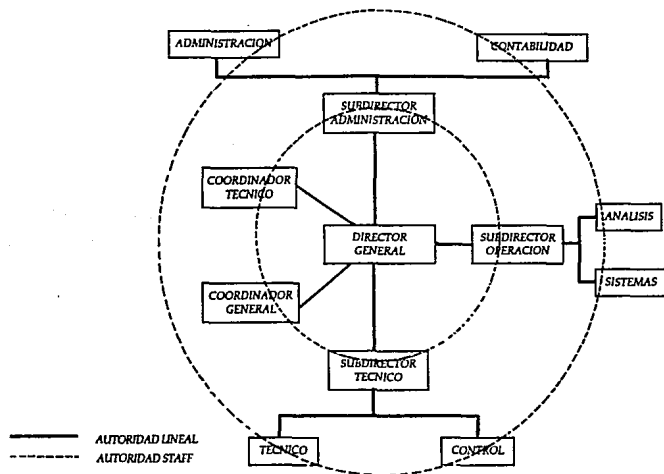 ADMINISTRACION
CONTABILIDAD
SUBDIRECTOR
ADMINISTRACIÓN
COORDINADOR
TECNICO
DIRECTOR
GENERAL
SUBDIRECTOR
OPERACION
ANALISIS
SISTEMAS
COORDINADOR
GENERAL
SUBDIRECTOR
TECNICO
TECNICO
CONTROL
AUTORIDAD LINEAL
AUTORIDAD STAFF